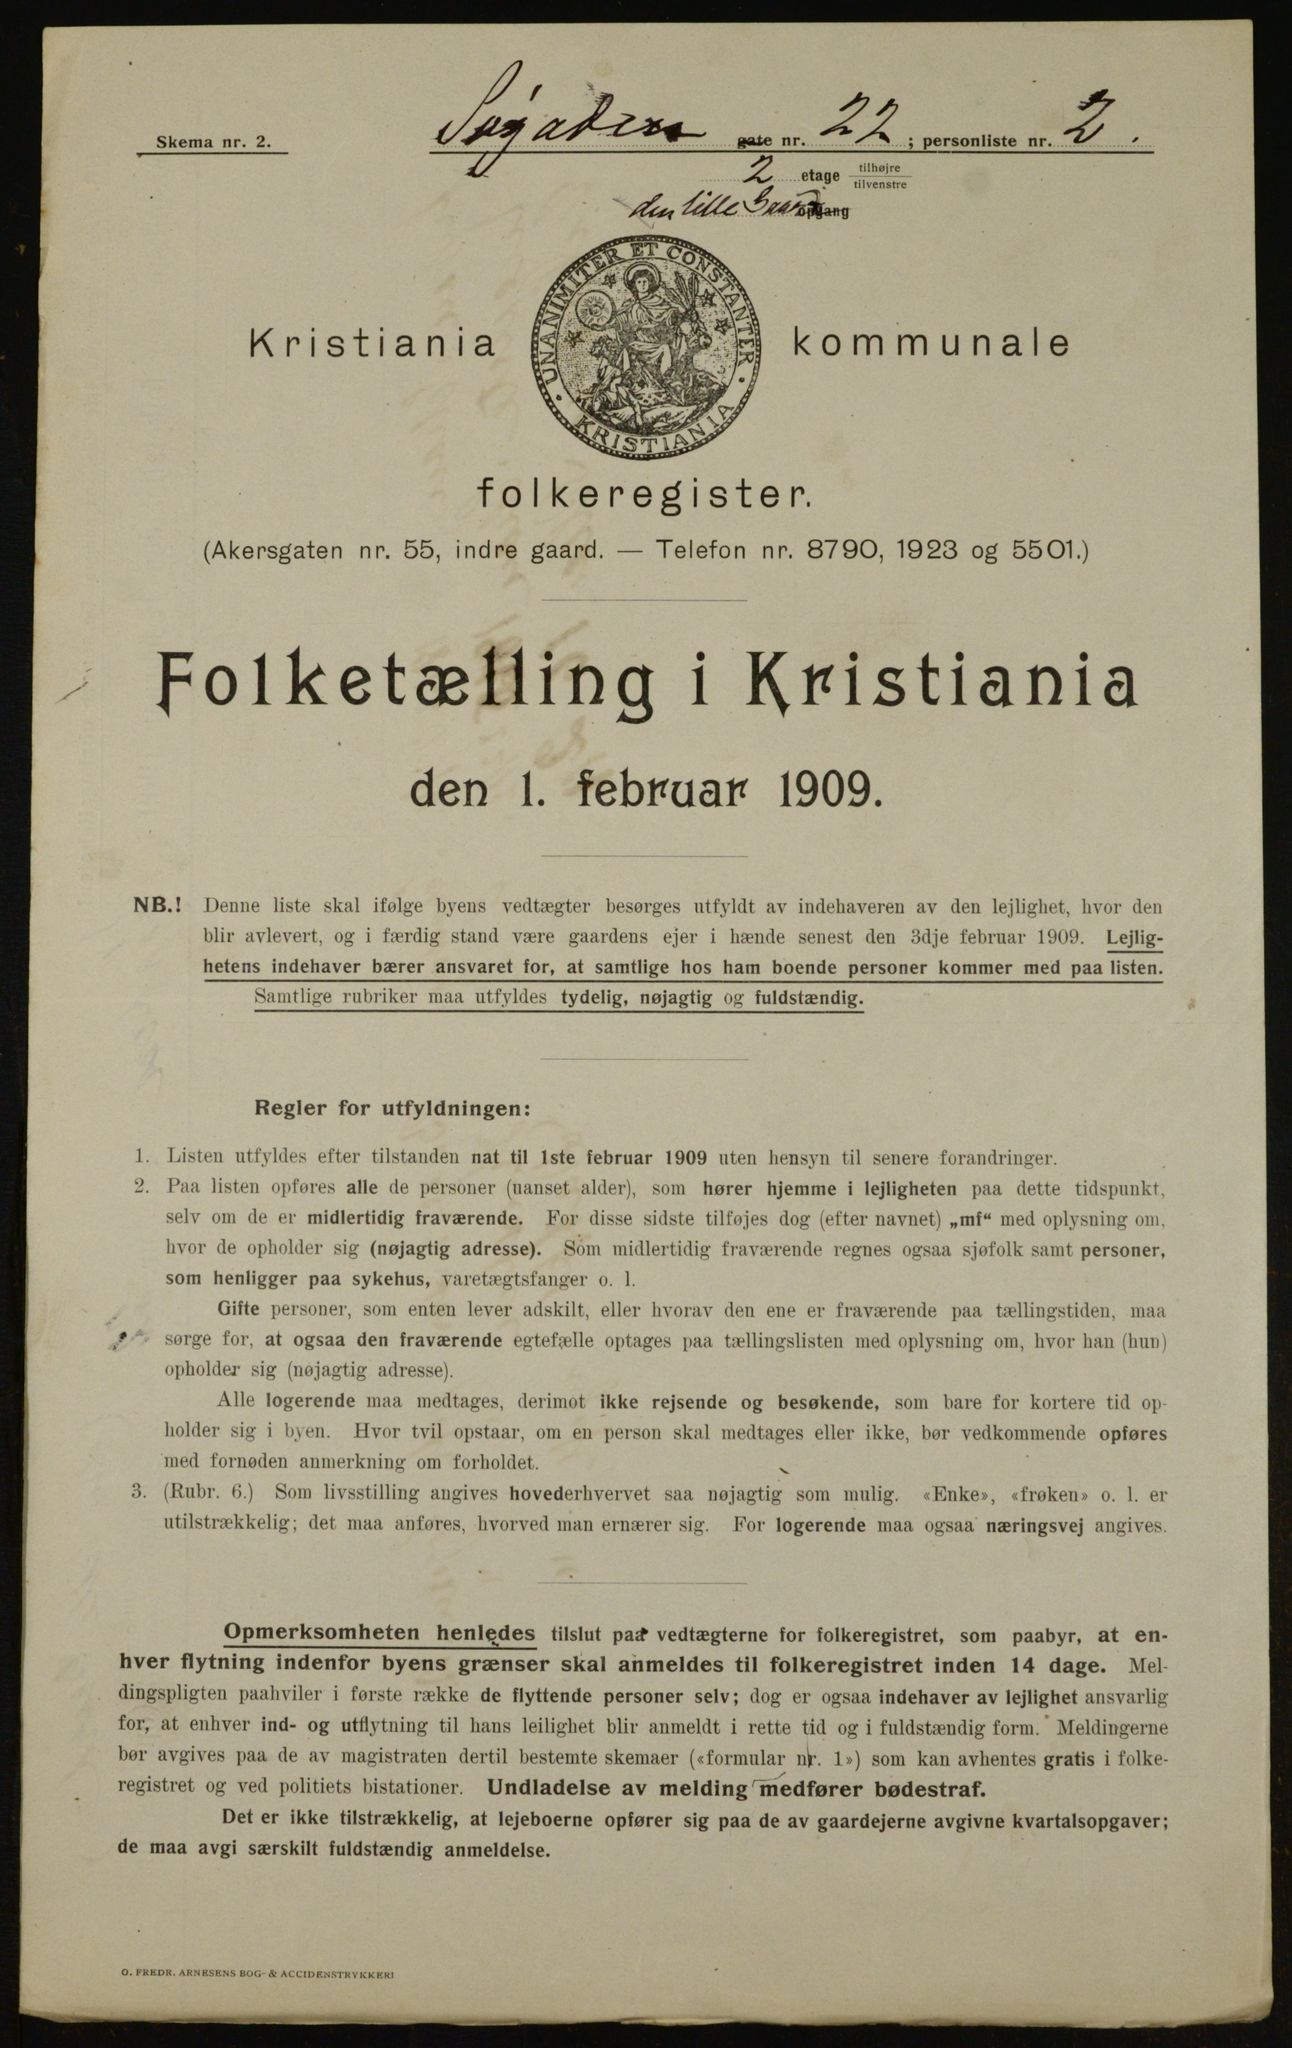 Skema nr. 2.
Søgaden gate nr. 22; personliste nr. 2.
2 etage tilhøjre
tilvenstre
den lille Gaard opgang
UNANIMITER ET CONSTANTER
KRISTIANIA
Kristiania kommunale
folkeregister.
(Akersgaten nr. 55, indre gaard. — Telefon nr. 8790, 1923 og 5501.)
Folketælling i Kristiania
den 1. februar 1909.
NB.! Denne liste skal ifølge byens vedtægter besørges utfyldt av indehaveren av den lejlighet, hvor den
blir avlevert, og i færdig stand være gaardens ejer i hænde senest den 3dje februar 1909. Lejlig-
hetens indehaver bærer ansvaret for, at samtlige hos ham boende personer kommer med paa listen.
Samtlige rubriker maa utfyldes tydelig, nøjagtig og fuldstændig.
Regler for utfyldningen:
1. Listen utfyldes efter tilstanden nat til 1ste februar 1909 uten hensyn til senere forandringer.
2. Paa listen opføres alle de personer (uanset alder), som hører hjemme i lejligheten paa dette tidspunkt,
selv om de er midlertidig fraværende. For disse sidste tilføjes dog (efter navnet) „mf“ med oplysning om,
hvor de opholder sig (nøjagtig adresse). Som midlertidig fraværende regnes ogsaa sjøfolk samt personer,
som henligger paa sykehus, varetægtsfanger o. l.
Gifte personer, som enten lever adskilt, eller hvorav den ene er fraværende paa tællingstiden, maa
sørge for, at ogsaa den fraværende egtefælle optages paa tællingslisten med oplysning om, hvor han (hun)
opholder sig (nøjagtig adresse).
Alle logerende maa medtages, derimot ikke rejsende og besøkende, som bare for kortere tid op-
holder sig i byen. Hvor tvil opstaar, om en person skal medtages eller ikke, bør vedkommende opføres
med fornøden anmerkning om forholdet.
3. (Rubr. 6.) Som livsstilling angives hovederhvervet saa nøjagtig som mulig. «Enke», «frøken» o. l. er
utilstrækkelig; det maa anføres, hvorved man ernærer sig. For logerende maa ogsaa næringsvej angives.
Opmerksomheten henledes tilslut paa vedtægterne for folkeregistret, som paabyr, at en-
hver flytning indenfor byens grænser skal anmeldes til folkeregistret inden 14 dage. Mel-
dingspligten paahviler i første række de flyttende personer selv; dog er ogsaa indehaver av lejlighet ansvarlig
for, at enhver ind- og utflytning til hans leilighet blir anmeldt i rette tid og i fuldstændig form. Meldingerne
bør avgives paa de av magistraten dertil bestemte skemaer («formular nr. 1») som kan avhentes gratis i folke-
registret og ved politiets bistationer. Undladelse av melding medfører bødestraf.
Det er ikke tilstrækkelig, at lejeboerne opfører sig paa de av gaardejerne avgivne kvartalsopgaver;
de maa avgi særskilt fuldstændig anmeldelse.
O. FREDR. ARNESENS BOG- & ACCIDENSTRYKKERI